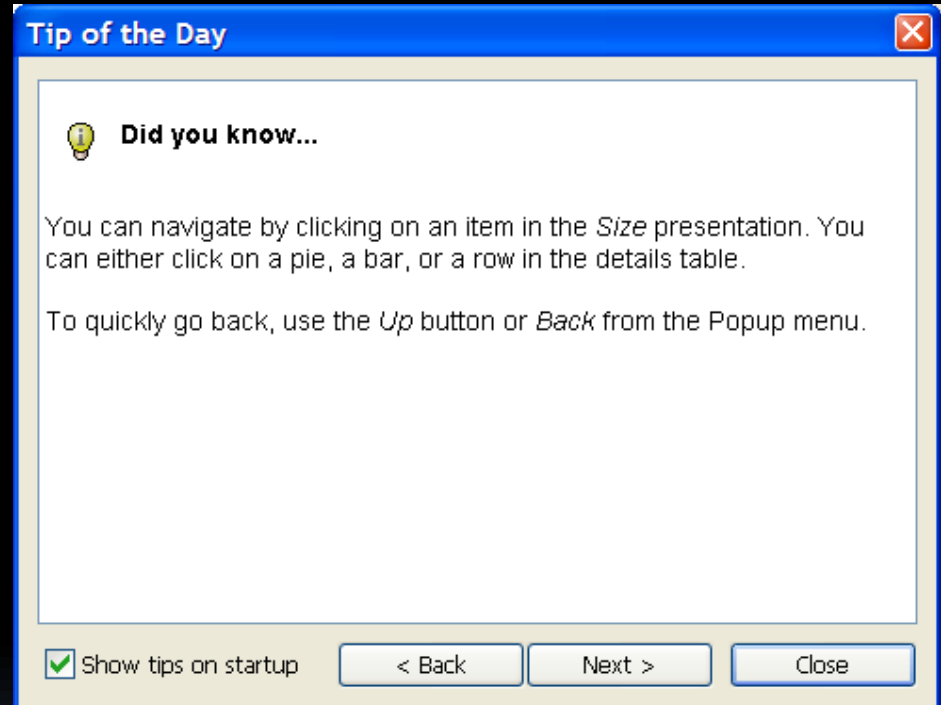 Tip of the Day
Did you know...
You can navigate by clicking on an item in the Size presentation. You
can either click on a pie, a bar, or a row in the details table.
To quickly go back, use the Up button or Back from the Popup menu.
Show tips on startup
< Back
Next >
Close